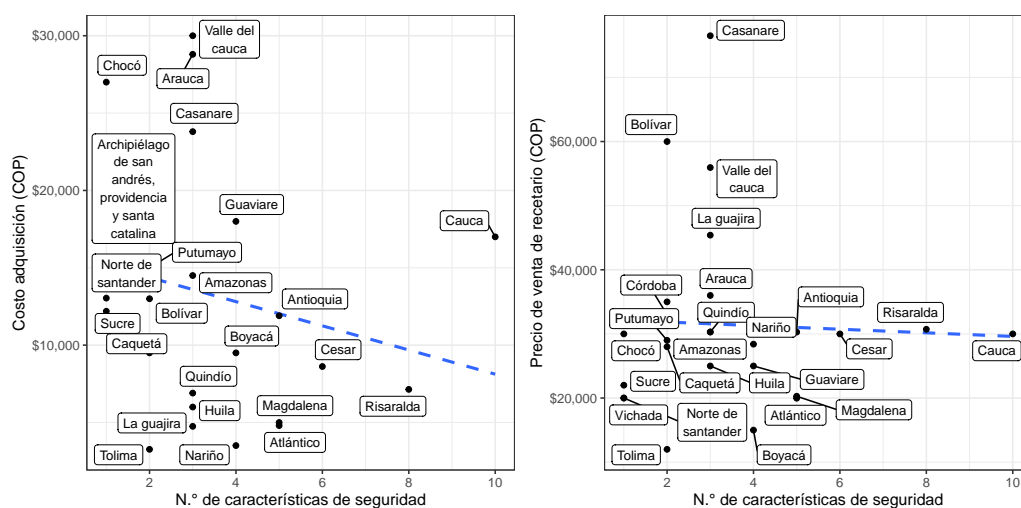 Costo adquisición (COP)
$30,000
$20,000
$10,000
Valle del
cauca
Chocó
Arauca
Casanare
Archipiélago
de san
andrés,
providencia
y santa
catalina
Guaviare
Cauca
Putumayo
Norte de
santander
Amazonas
Antioquia
Bolívar
Sucre
Caquetá
Boyacá
Cesar
Quindío
Risaralda
Huila
Magdalena
La guajira
Atlántico
Tolima
Nariño
2
4
6
8
10
N.° de características de seguridad
Precio de venta de recetario (COP)
$60,000
$40,000
$20,000
Casanare
Bolívar
Valle del
cauca
La guajira
Córdoba
Arauca
Antioquia
Putumayo
Quindío
Nariño
Risaralda
Chocó
Amazonas
Cesar
Cauca
Sucre
Caquetá
Huila
Guaviare
Vichada
Norte de
santander
Atlántico
Magdalena
Tolima
Boyacá
2
4
6
8
10
N.° de características de seguridad